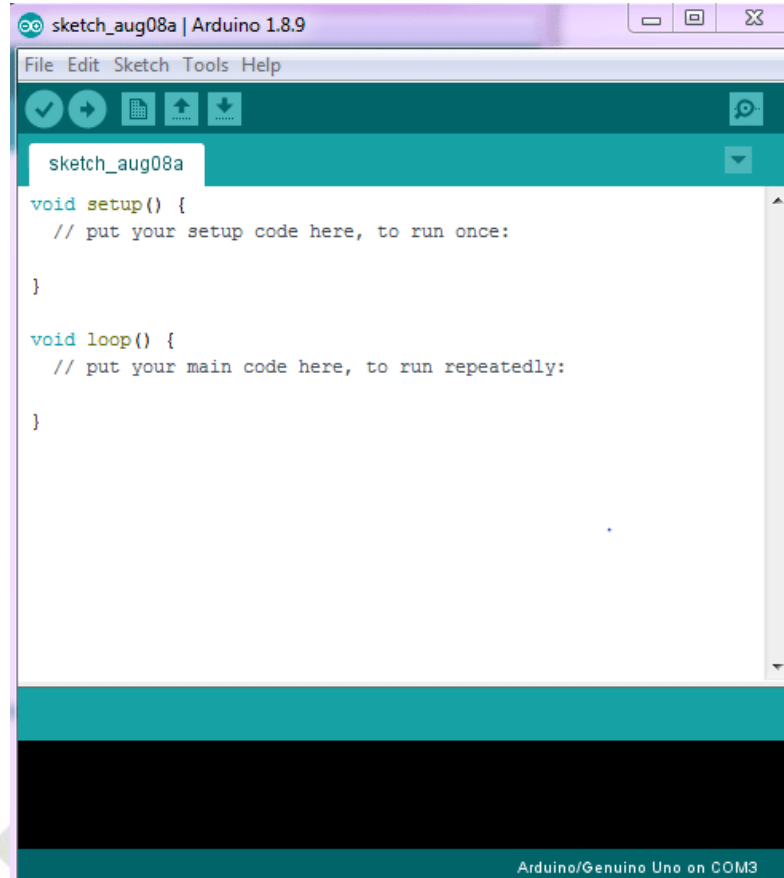 sketch_aug08a | Arduino 1.8.9
File Edit Sketch Tools Help
sketch_aug08a
void setup() {
  // put your setup code here, to run once:
}
void loop() {
  // put your main code here, to run repeatedly:
}
Arduino/Genuino Uno on COM3